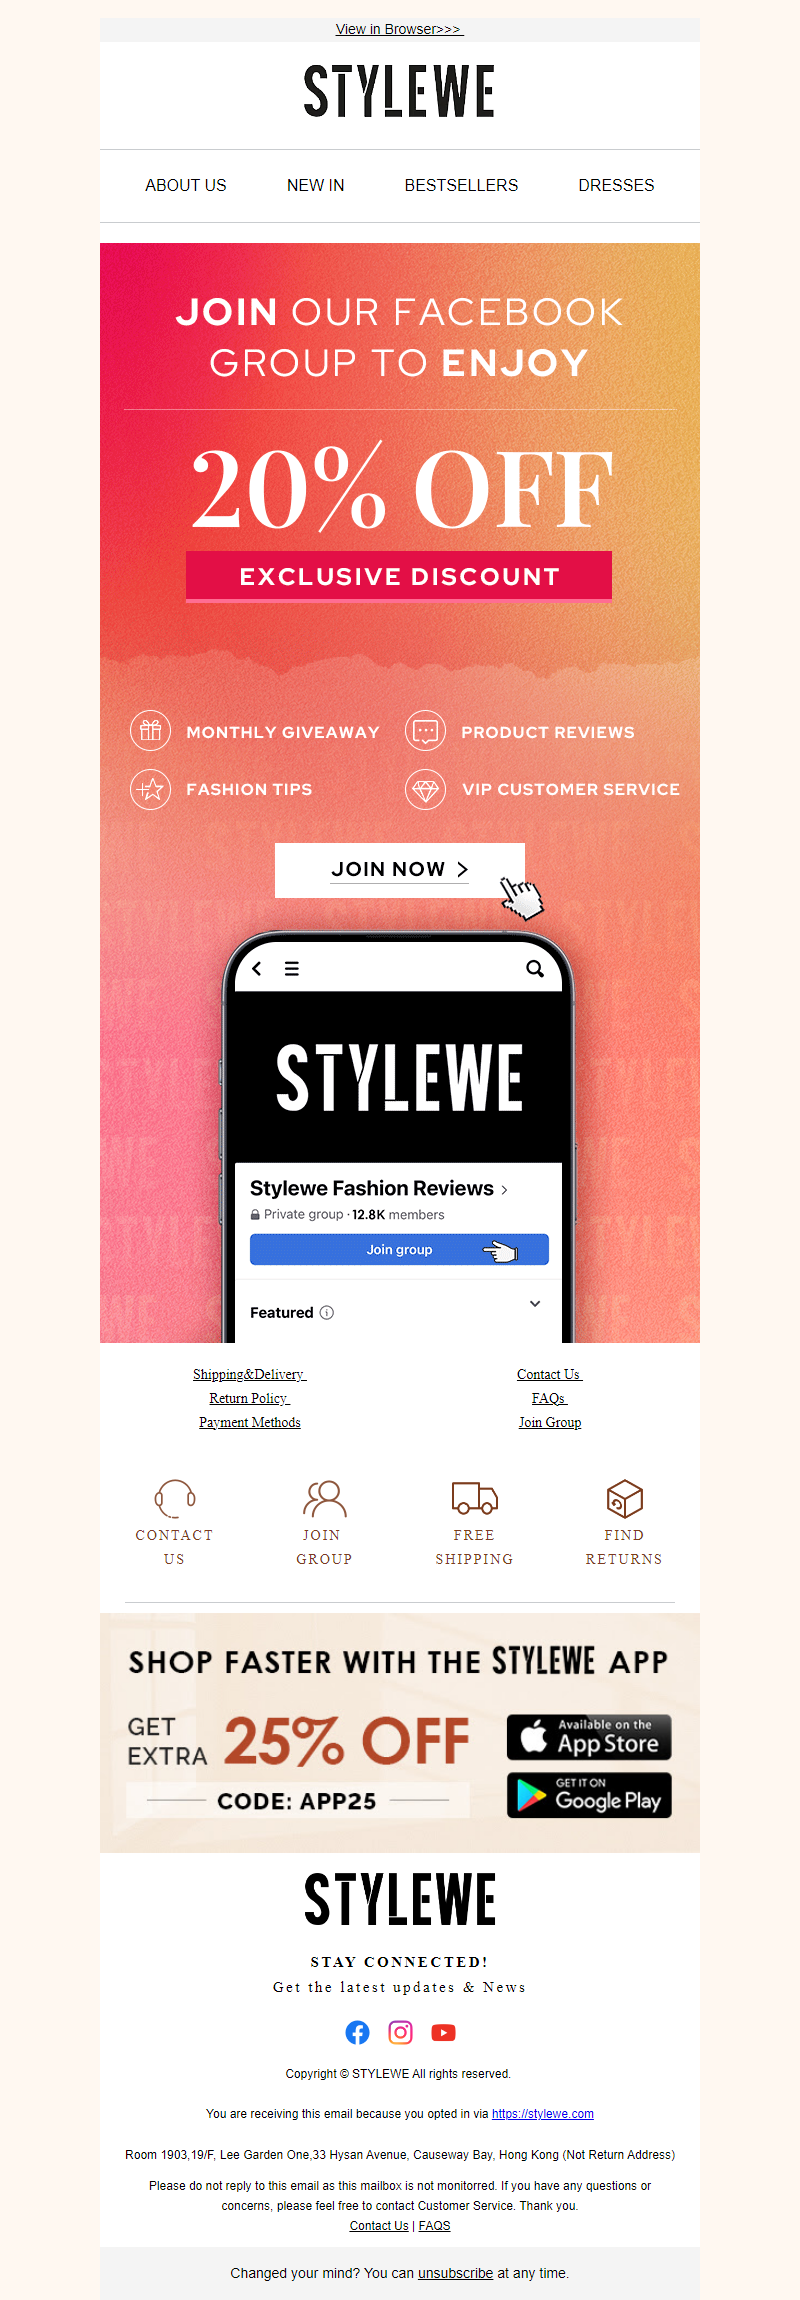 View in Browser>>>
STYLEWE
ABOUT US NEW IN BESTSELLERS DRESSES
JOIN OUR FACEBOOK
GROUP TO ENJOY
20% OFF
EXCLUSIVE DISCOUNT
MONTHLY GIVEAWAY PRODUCT REVIEWS
FASHION TIPS VIP CUSTOMER SERVICE
JOIN NOW >
STYLEWE
Stylewe Fashion Reviews >
Private group · 12.8K members
Join group
Featured
Shipping&Delivery Contact Us
Return Policy FAQs
Payment Methods Join Group
CONTACT US
JOIN GROUP
FREE SHIPPING
FIND RETURNS
SHOP FASTER WITH THE STYLEWE APP
GET EXTRA 25% OFF
CODE: APP25
Available on the
App Store
GET IT ON
Google Play
STYLEWE
STAY CONNECTED!
Get the latest updates & News
Copyright © STYLEWE All rights reserved.
You are receiving this email because you opted in via https://stylewe.com
Room 1903,19/F, Lee Garden One,33 Hysan Avenue, Causeway Bay, Hong Kong (Not Return Address)
Please do not reply to this email as this mailbox is not monitorred. If you have any questions or
concerns, please feel free to contact Customer Service. Thank you.
Contact Us | FAQS
Changed your mind? You can unsubscribe at any time.